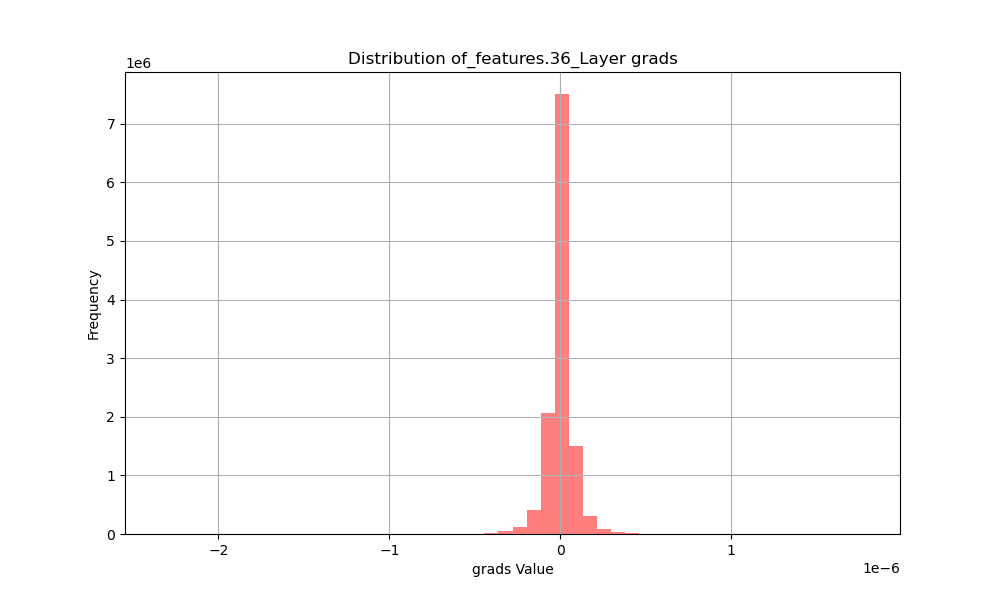 Distribution of_features.36_Layer grads
1e6
7
6
5
4
3
2
1
0
Frequency
−2
−1
0
1
grads Value
1e−6